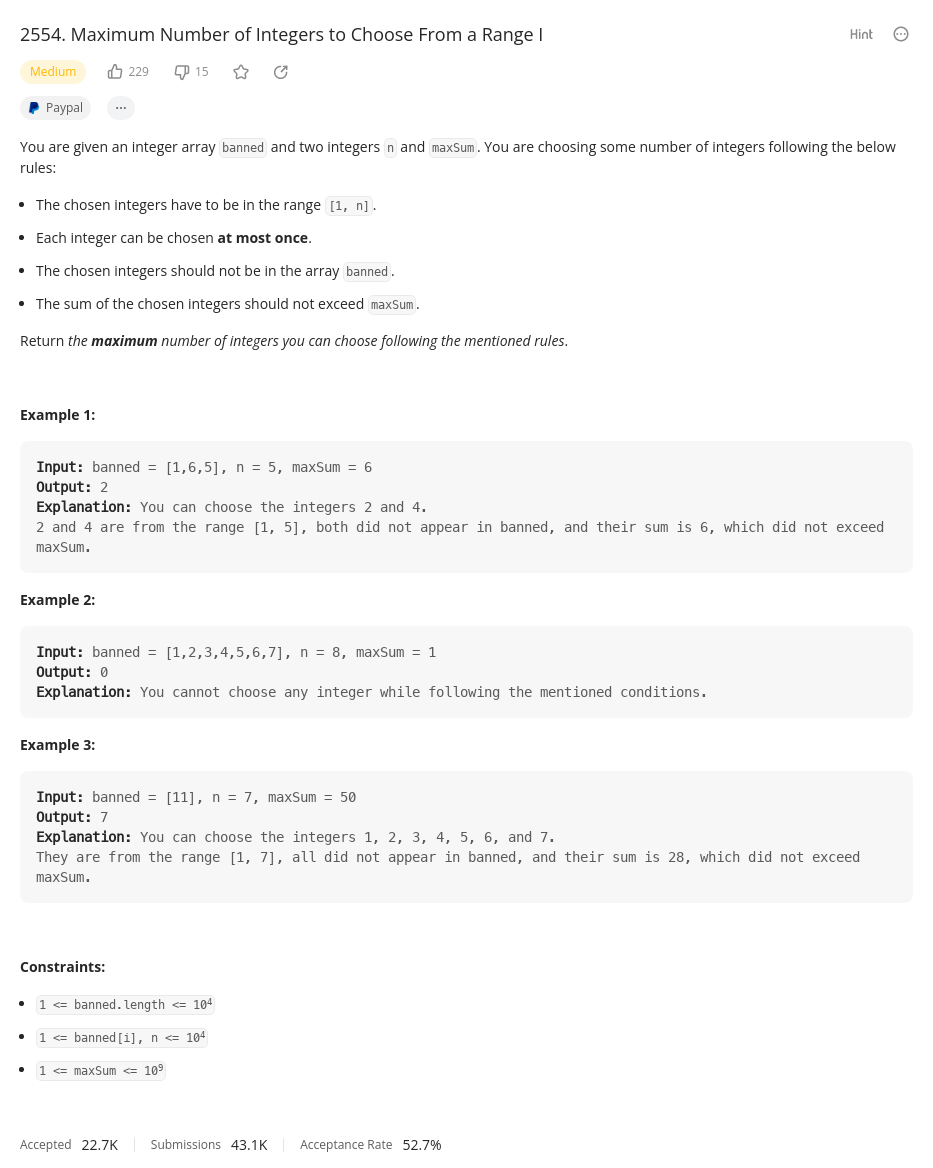 2554. Maximum Number of Integers to Choose From a Range I
Hint
Medium
229
15
Paypal
...
You are given an integer array banned and two integers n and maxSum. You are choosing some number of integers following the below
rules:
• The chosen integers have to be in the range [1, n].
• Each integer can be chosen at most once.
• The chosen integers should not be in the array banned.
• The sum of the chosen integers should not exceed maxSum.
Return the maximum number of integers you can choose following the mentioned rules.
Example 1:
Input: banned = [1,6,5], n = 5, maxSum = 6
Output: 2
Explanation: You can choose the integers 2 and 4.
2 and 4 are from the range [1, 5], both did not appear in banned, and their sum is 6, which did not exceed
maxSum.
Example 2:
Input: banned = [1,2,3,4,5,6,7], n = 8, maxSum = 1
Output: 0
Explanation: You cannot choose any integer while following the mentioned conditions.
Example 3:
Input: banned = [11], n = 7, maxSum = 50
Output: 7
Explanation: You can choose the integers 1, 2, 3, 4, 5, 6, and 7.
They are from the range [1, 7], all did not appear in banned, and their sum is 28, which did not exceed
maxSum.
Constraints:
• 1 <= banned.length <= 10⁴
• 1 <= banned[i], n <= 10⁴
• 1 <= maxSum <= 10⁹
Accepted 22.7K Submissions 43.1K Acceptance Rate 52.7%